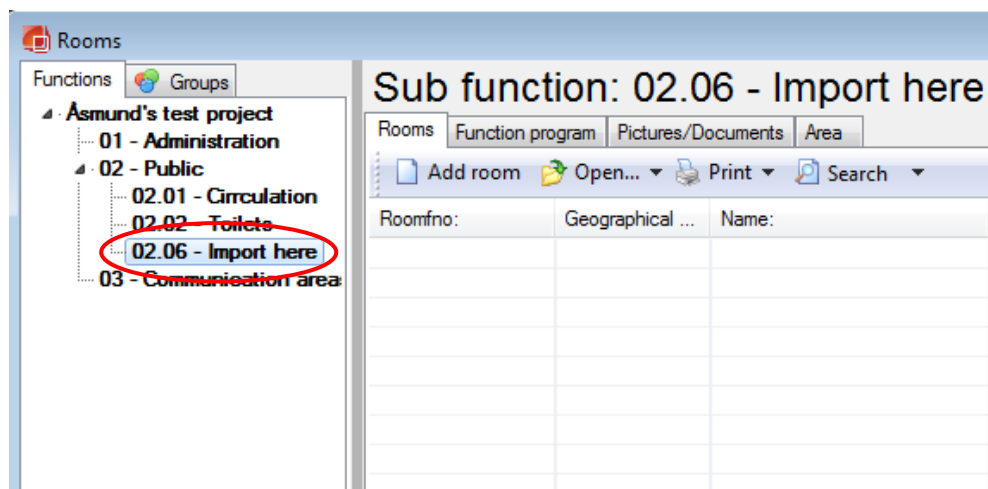 Rooms
Functions Groups
Åsmund's test project
01 - Administration
02 - Public
02.01 - Cirrculation
02.02 - Toilets
02.06 - Import here
03 - Communication area
Sub function: 02.06 - Import here
Rooms Function program Pictures/Documents Area
Add room Open... Print Search
Roomfno: Geographical ... Name: